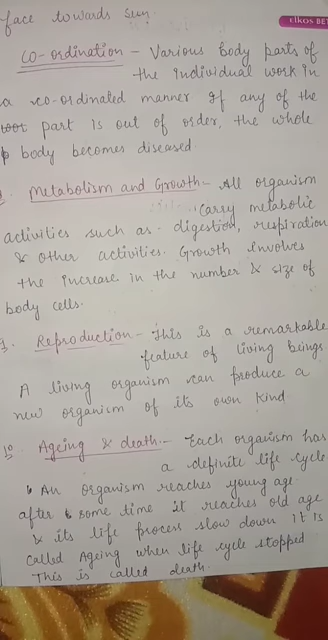 face towards sun.
elkos BE
CO-ordination - Various body parts of
the individual work in
a co-ordinated manner If any of the
part is out of order, the whole
body becomes diseased.
Metabolism and Growth - All organism
carry metabolic
activities such as - digestion, respiration
& other activities. Growth involves
the increase in the number & size of
body cells.
9. Reproduction - This is a remarkable
feature of living beings
A living organism can produce a
new organism of its own kind
10 Ageing & death - Each organism has
a definite life cycle
An organism reaches young age
after some time it reaches old age
& its life process slow down it is
called Ageing when life cycle stopped
This is called death.